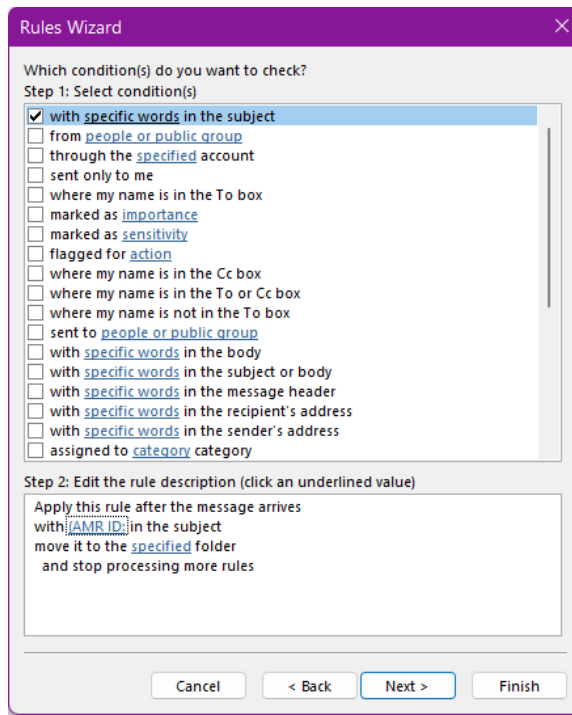 Rules Wizard
Which condition(s) do you want to check?
Step 1: Select condition(s)
with specific words in the subject
from people or public group
through the specified account
sent only to me
where my name is in the To box
marked as importance
marked as sensitivity
flagged for action
where my name is in the Cc box
where my name is in the To or Cc box
where my name is not in the To box
sent to people or public group
with specific words in the body
with specific words in the subject or body
with specific words in the message header
with specific words in the recipient's address
with specific words in the sender's address
assigned to category category
Step 2: Edit the rule description (click an underlined value)
Apply this rule after the message arrives
with (AMR ID: in the subject
move it to the specified folder
and stop processing more rules
Cancel < Back Next > Finish